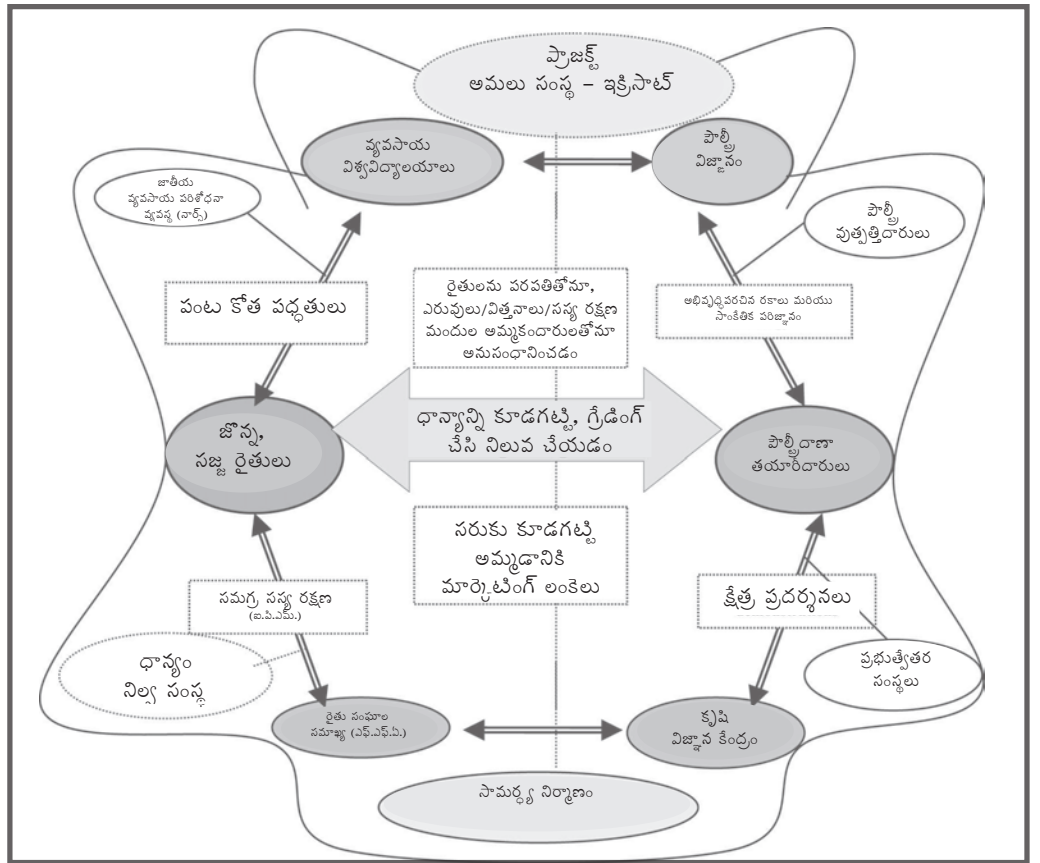 ప్రాజక్ట్
అమలు సంస్థ – ఇక్రిసాట్
వ్యవసాయ
విశ్వవిద్యాలయాలు
పౌల్ట్రీ
విజ్ఞానం
జాతీయ
వ్యవసాయ పరిశోధనా
వ్యవస్థ (నార్స్)
పౌల్ట్రీ
వుత్పత్తిదారులు
పంట కోత పద్ధతులు
రైతులను పరపతితోనూ,
ఎరువులు/విత్తనాలు/సస్య రక్షణ
మందుల అమ్మకందారులతోనూ
అనుసంధానించడం
అభివృద్ధిపరచిన రకాలు మరియు
సాంకేతిక పరిజ్ఞానం
జొన్న,
సజ్జ రైతులు
ధాన్యాన్ని కూడగట్టి, గ్రేడింగ్
చేసి నిలువ చేయడం
పౌల్ట్రీదాణా
తయారీదారులు
సరుకు కూడగట్టి
అమ్మడానికి
మార్కెటింగ్ లంకెలు
సమగ్ర సస్య రక్షణ
(ఐ.పి.ఎమ్.)
క్షేత్ర ప్రదర్శనలు
ధాన్యం
నిల్వ సంస్థ
ప్రభుత్వేతర
సంస్థలు
రైతు సంఘాల
సమాఖ్య (ఎఫ్.ఎఫ్.ఏ.)
కృషి
విజ్ఞాన కేంద్రం
సామర్థ్య నిర్మాణం